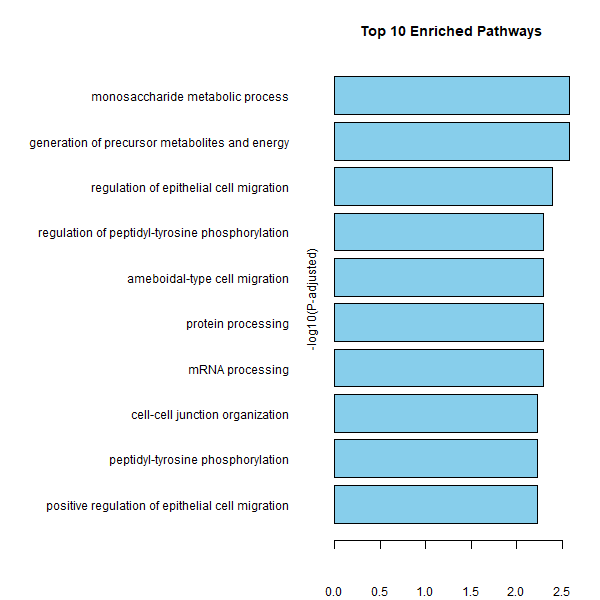 Top 10 Enriched Pathways
monosaccharide metabolic process
generation of precursor metabolites and energy
regulation of epithelial cell migration
regulation of peptidyl-tyrosine phosphorylation
ameboidal-type cell migration
protein processing
mRNA processing
cell-cell junction organization
peptidyl-tyrosine phosphorylation
positive regulation of epithelial cell migration
-log10(P-adjusted)
0.0 0.5 1.0 1.5 2.0 2.5